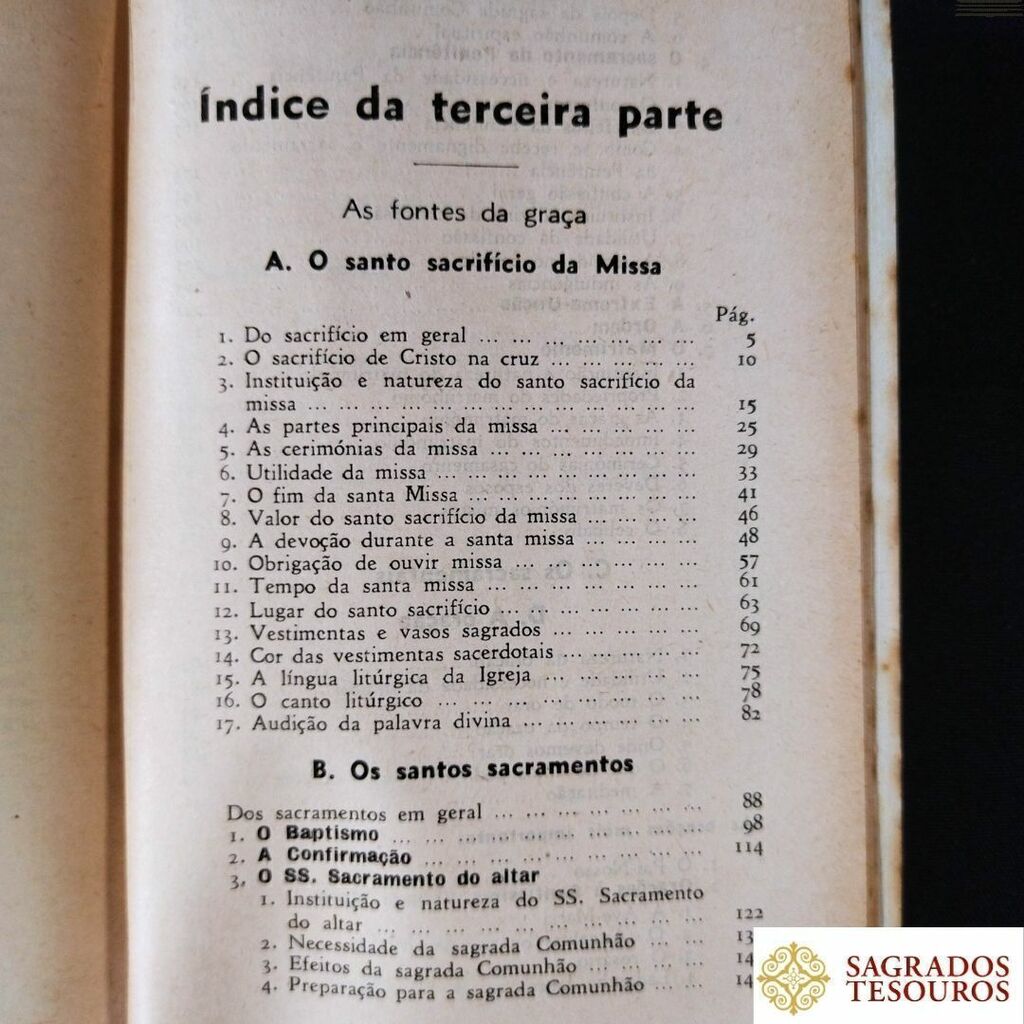 Índice da terceira parte
As fontes da graça
A. O santo sacrifício da Missa
Pág.
1. Do sacrifício em geral ... ... ... ... ... ... ... 5
2. O sacrifício de Cristo na cruz ... ... ... ... ... 10
3. Instituição e natureza do santo sacrifício da
missa ... ... ... ... ... ... ... ... ... ... ... ... 15
4. As partes principais da missa ... ... ... ... ... 25
5. As cerimónias da missa ... ... ... ... ... ... ... 29
6. Utilidade da missa ... ... ... ... ... ... ... ... 33
7. O fim da santa Missa ... ... ... ... ... ... ... 41
8. Valor do santo sacrifício da missa ... ... ... ... 46
9. A devoção durante a santa missa ... ... ... ... 48
10. Obrigação de ouvir missa ... ... ... ... ... ... 57
11. Tempo da santa missa ... ... ... ... ... ... ... 61
12. Lugar do santo sacrifício ... ... ... ... ... ... 63
13. Vestimentas e vasos sagrados ... ... ... ... ... 69
14. Cor das vestimentas sacerdotais ... ... ... ... 72
15. A língua litúrgica da Igreja ... ... ... ... ... 75
16. O canto litúrgico ... ... ... ... ... ... ... ... 78
17. Audição da palavra divina ... ... ... ... ... ... 82
B. Os santos sacramentos
Dos sacramentos em geral ... ... ... ... ... ... ... 88
1. O Baptismo ... ... ... ... ... ... ... ... ... 98
2. A Confirmação ... ... ... ... ... ... ... ... 114
3, O SS. Sacramento do altar
1. Instituição e natureza do SS. Sacramento
do altar ... ... ... ... ... ... ... ... ... ... 122
2. Necessidade da sagrada Comunhão ... ...
3. Efeitos da sagrada Comunhão ... ... ... ...
4. Preparação para a sagrada Comunhão ... ...
SAGRADOS
TESOUROS